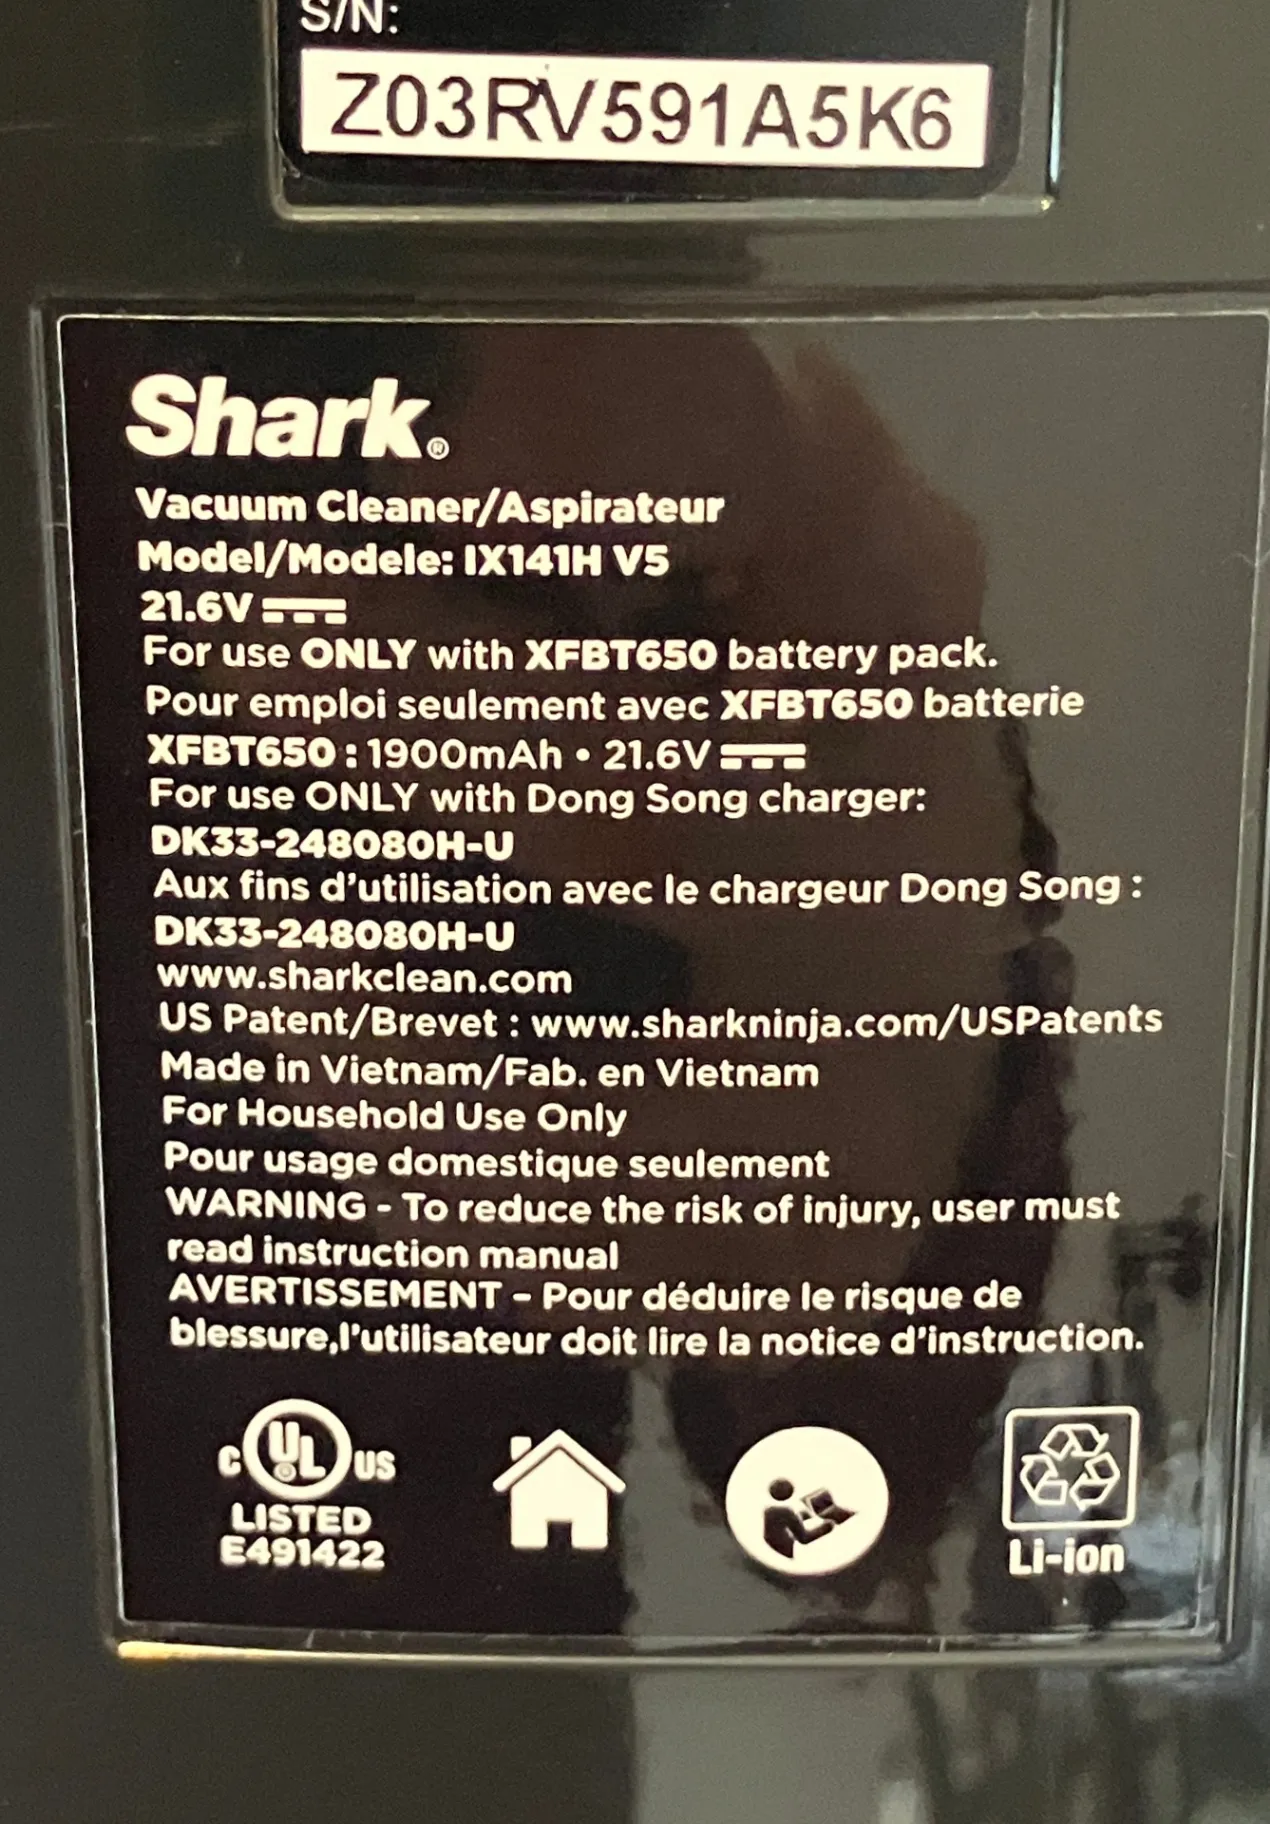 S/N:
Z03RV591A5K6
Shark®
Vacuum Cleaner/Aspirateur
Model/Modele: IX141H V5
21.6V
For use ONLY with XFBT650 battery pack.
Pour emploi seulement avec XFBT650 batterie
XFBT650 : 1900mAh • 21.6V
For use ONLY with Dong Song charger:
DK33-248080H-U
Aux fins d'utilisation avec le chargeur Dong Song :
DK33-248080H-U
www.sharkclean.com
US Patent/Brevet : www.sharkninja.com/USPatents
Made in Vietnam/Fab. en Vietnam
For Household Use Only
Pour usage domestique seulement
WARNING - To reduce the risk of injury, user must
read instruction manual
AVERTISSEMENT - Pour déduire le risque de
blessure,l'utilisateur doit lire la notice d'instruction.
C UL® US
LISTED
E491422
Li-ion